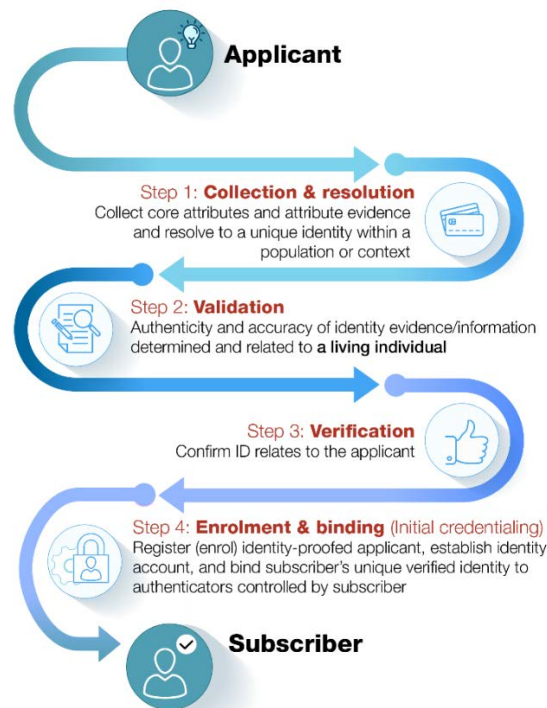 Applicant
Step 1: Collection & resolution
Collect core attributes and attribute evidence
and resolve to a unique identity within a
population or context
Step 2: Validation
Authenticity and accuracy of identity evidence/information
determined and related to a living individual
Step 3: Verification
Confirm ID relates to the applicant
Step 4: Enrolment & binding (Initial credentialing)
Register (enrol) identity-proofed applicant, establish identity
account, and bind subscriber's unique verified identity to
authenticators controlled by subscriber
Subscriber